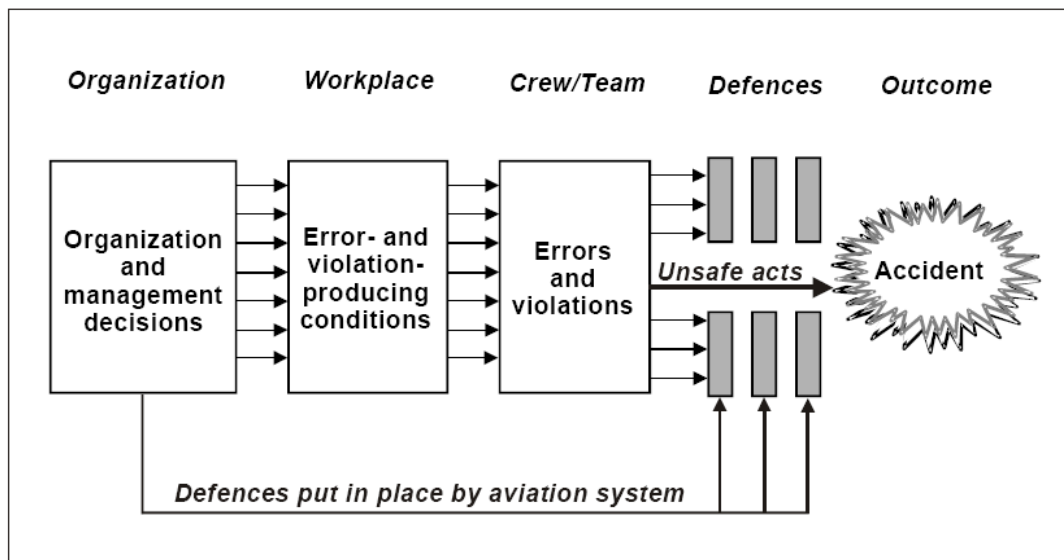 Organization
Workplace
Crew/Team
Defences
Outcome
Organization
and
management
decisions
Error- and
violation-
producing
conditions
Errors
and
violations
Unsafe acts
Accident
Defences put in place by aviation system